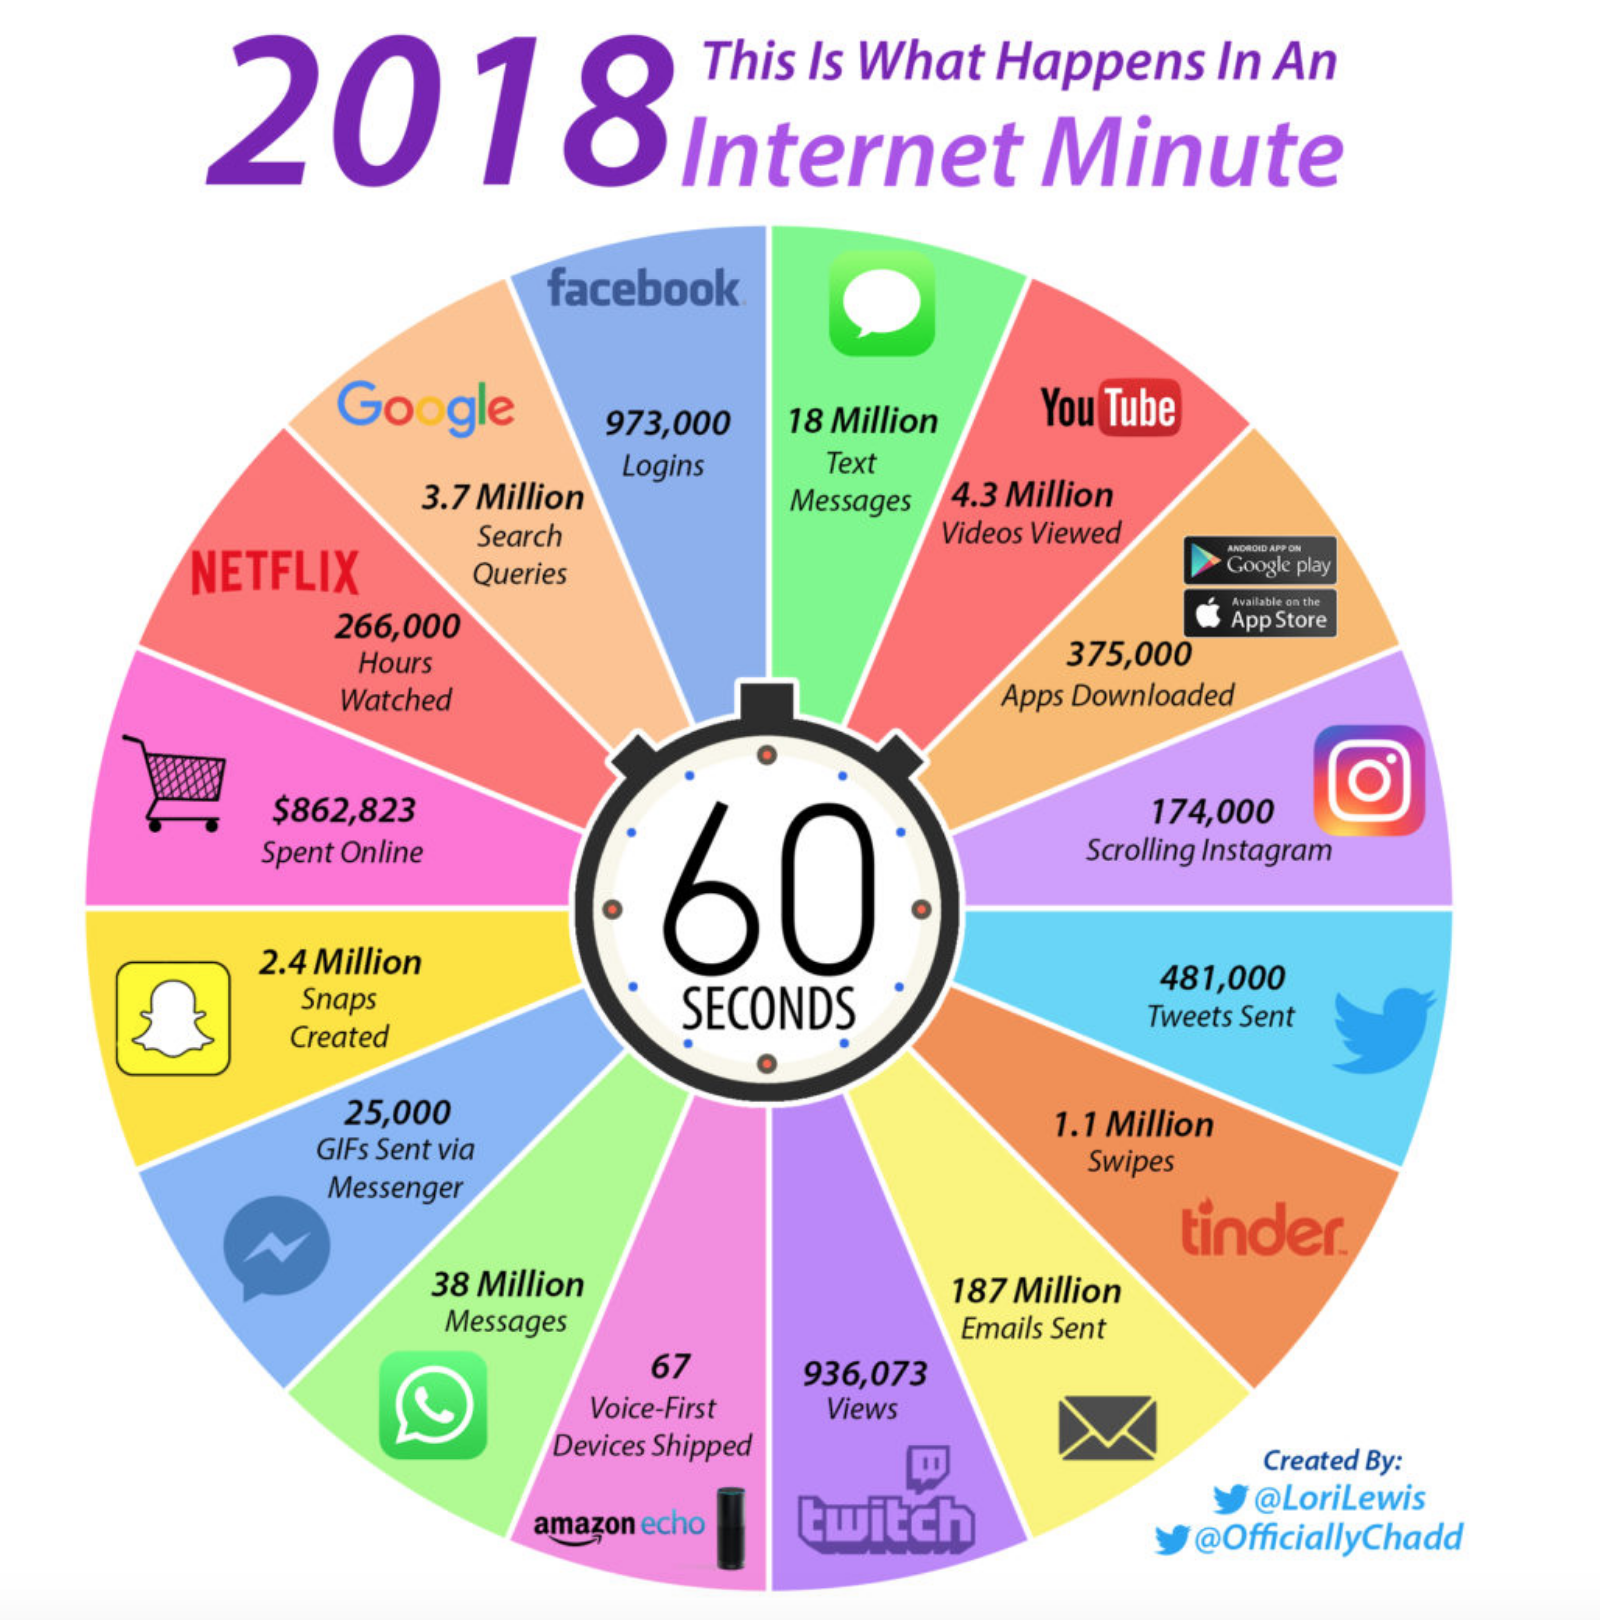 2018
This Is What Happens In An
Internet Minute
facebook
973,000
Logins
18 Million
Text
Messages
YouTube
4.3 Million
Videos Viewed
ANDROID APP ON
Google play
Available on the
App Store
375,000
Apps Downloaded
174,000
Scrolling Instagram
481,000
Tweets Sent
1.1 Million
Swipes
tinder
187 Million
Emails Sent
936,073
Views
twitch
67
Voice-First
Devices Shipped
amazon echo
38 Million
Messages
25,000
GIFs Sent via
Messenger
2.4 Million
Snaps
Created
$862,823
Spent Online
NETFLIX
266,000
Hours
Watched
Google
3.7 Million
Search
Queries
60
SECONDS
Created By:
@LoriLewis
@OfficiallyChadd